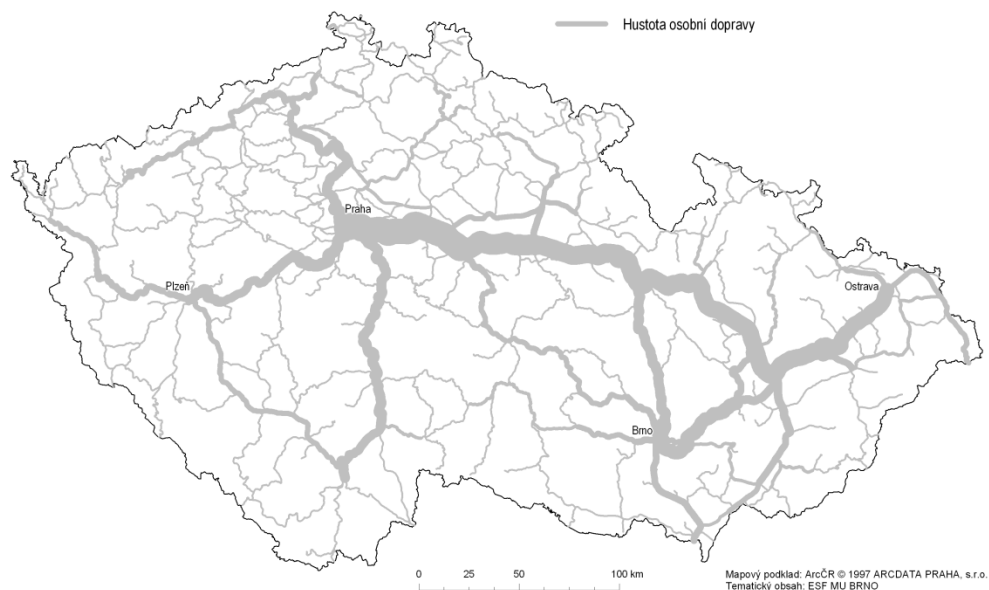 Hustota osobní dopravy
Praha
Plzeň
Ostrava
Brno
0 25 50 100 km
Mapový podklad: ArcČR © 1997 ARCDATA PRAHA, s.r.o.
Tematický obsah: ESF MU BRNO